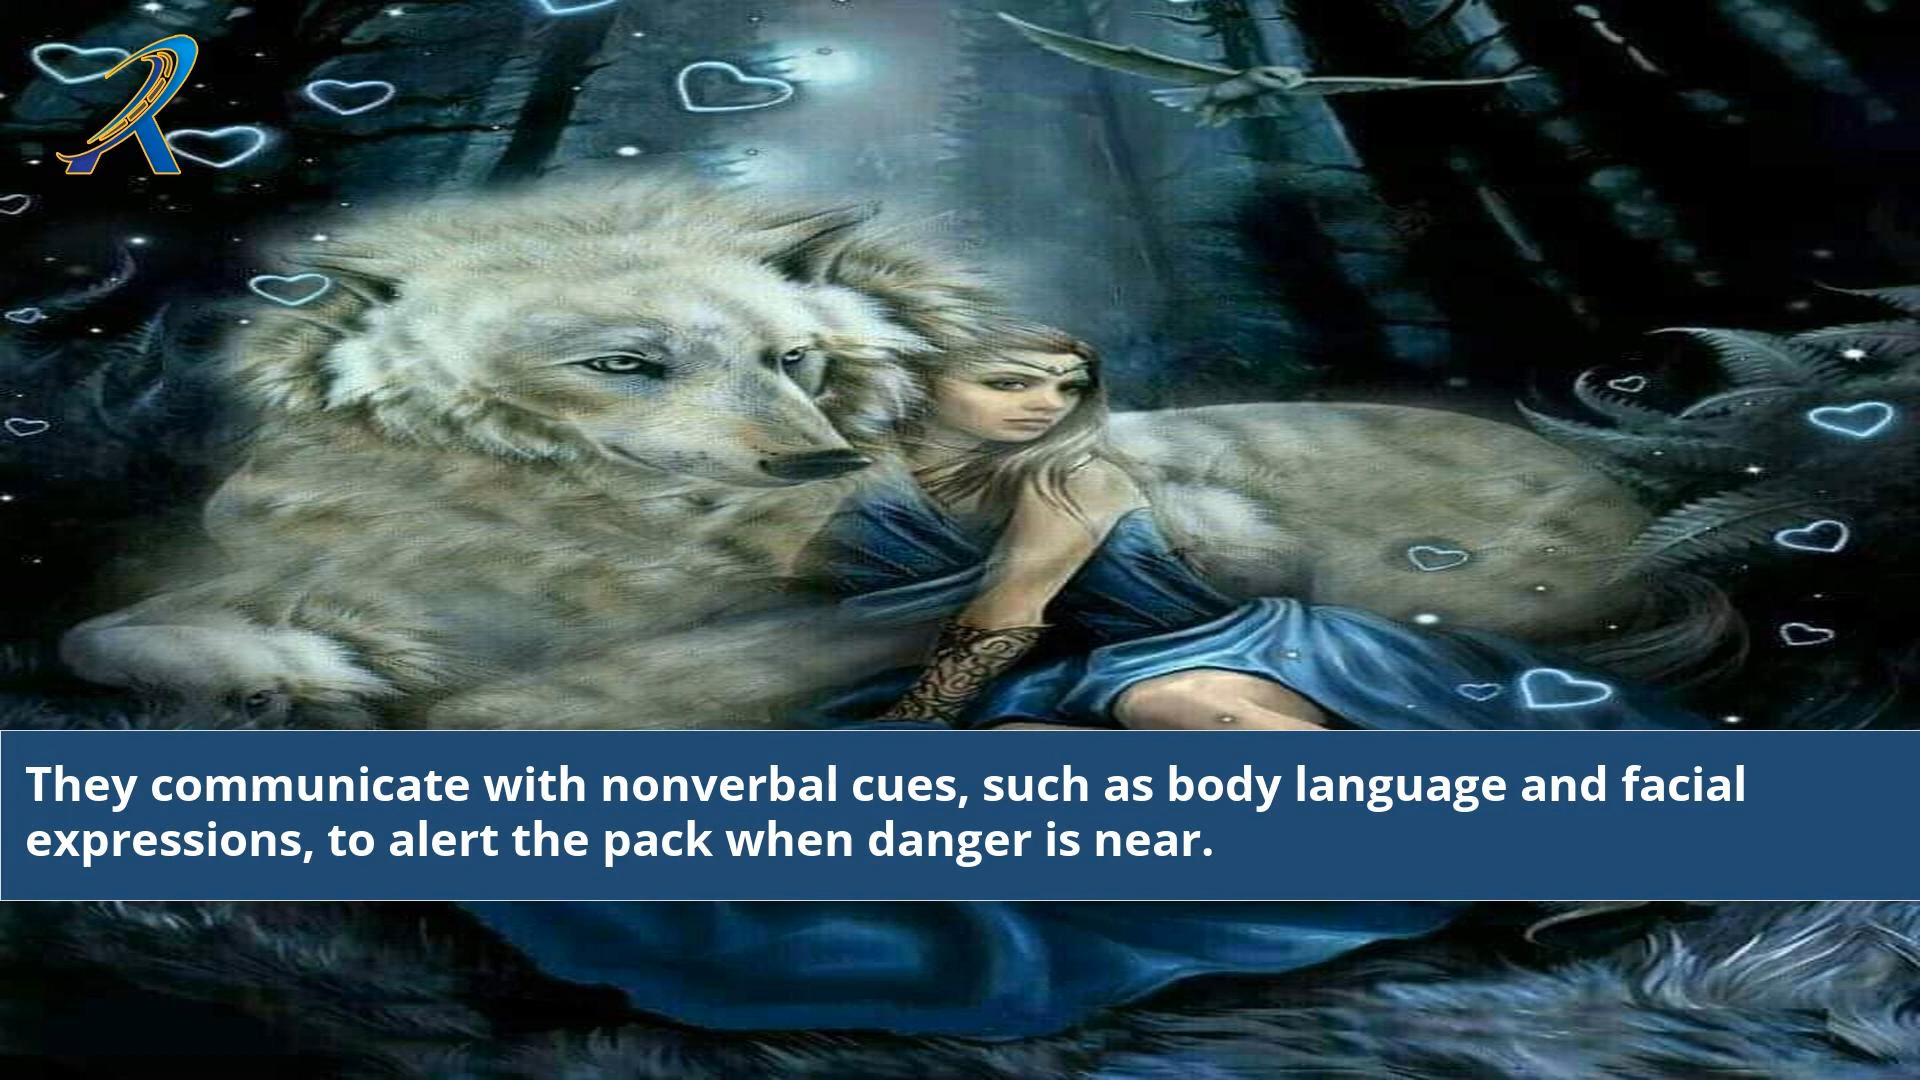 They communicate with nonverbal cues, such as body language and facial
expressions, to alert the pack when danger is near.